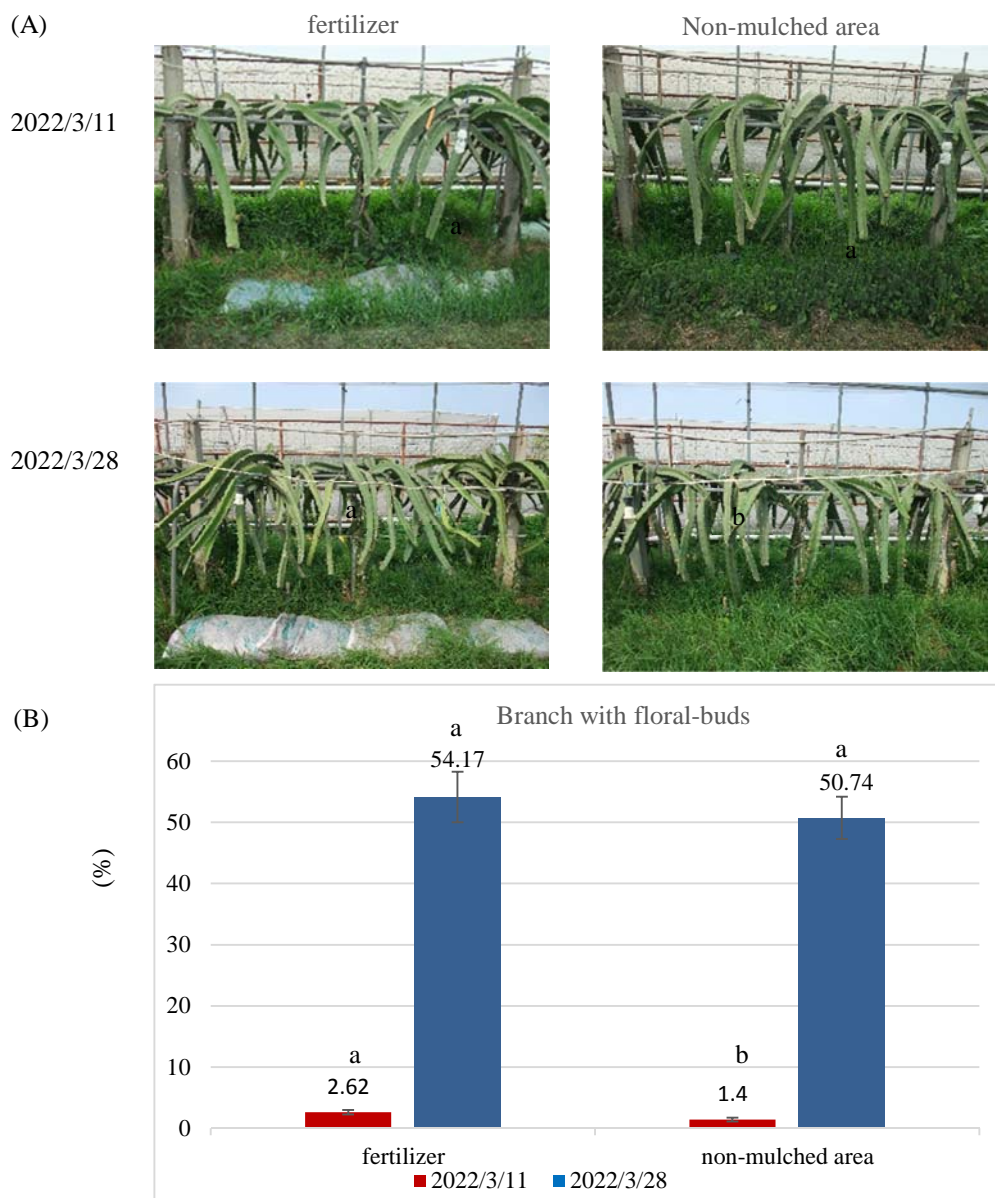 (A)
fertilizer
Non-mulched area
2022/3/11
a
a
2022/3/28
a
b
(B)
Branch with floral-buds
a
54.17
a
50.74
a
2.62
b
1.4
60
50
40
30
20
10
0
(%)
fertilizer
non-mulched area
2022/3/11
2022/3/28